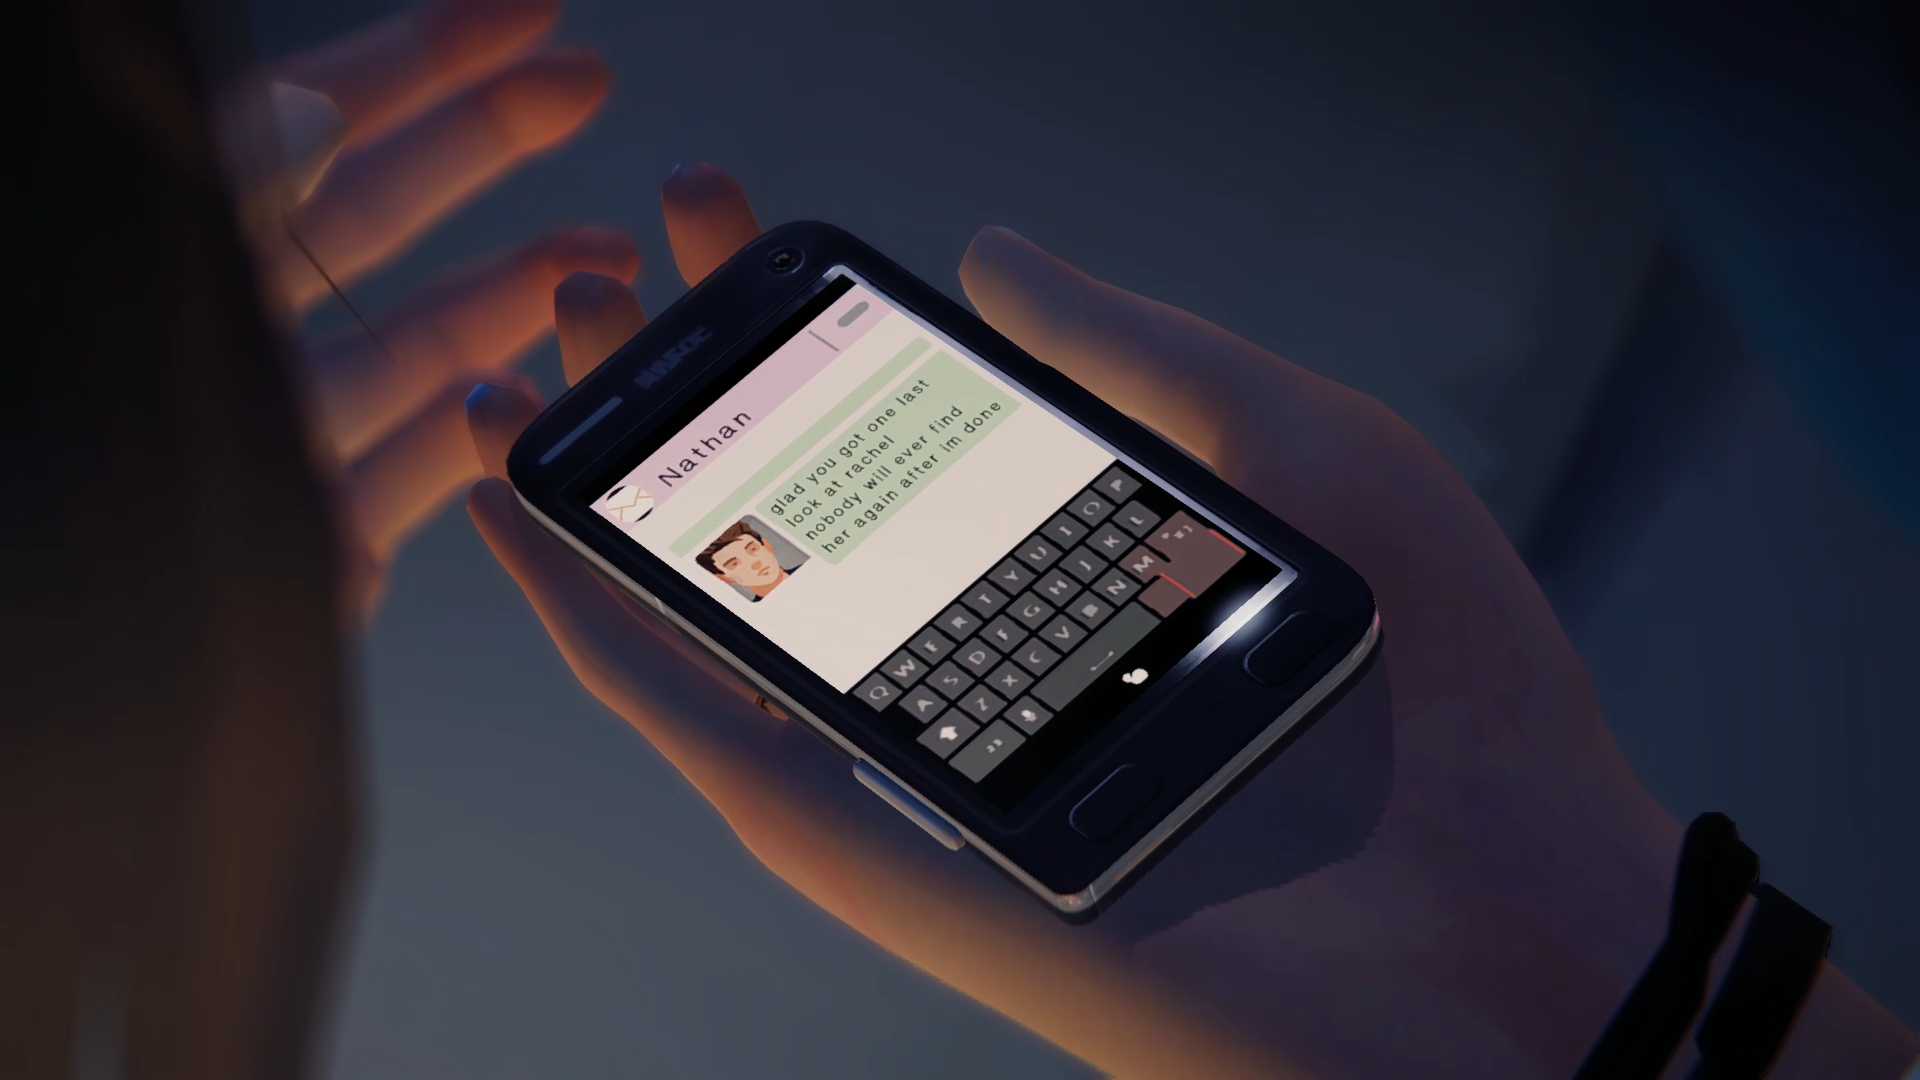 Nathan
glad you got one last
look at rachel
nobody will ever find
her again after im done
Q W E R T Y U I O P
A S D F G H J K L
Z X C V B N M